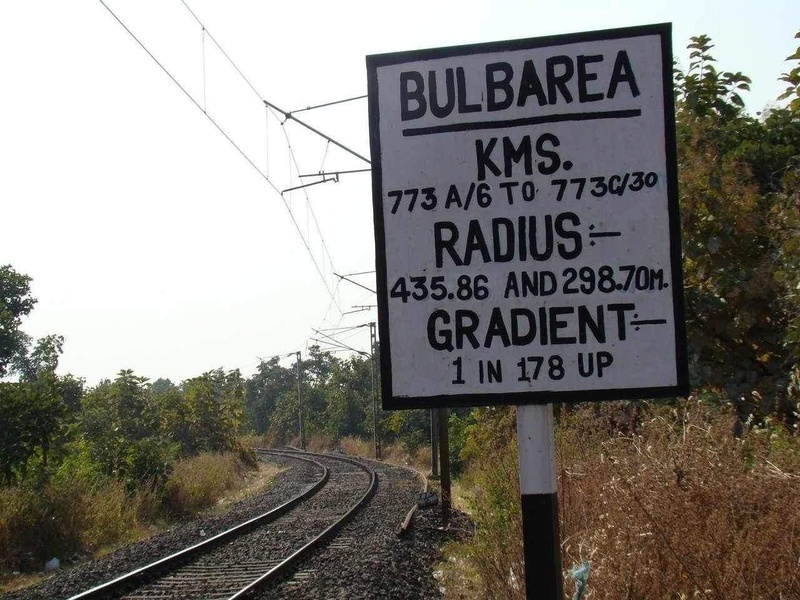 BULBAREA
KMS.
773 A/6 TO 773C/30
RADIUS:-
435.86 AND 298.70M.
GRADIENT:-
1 IN 178 UP